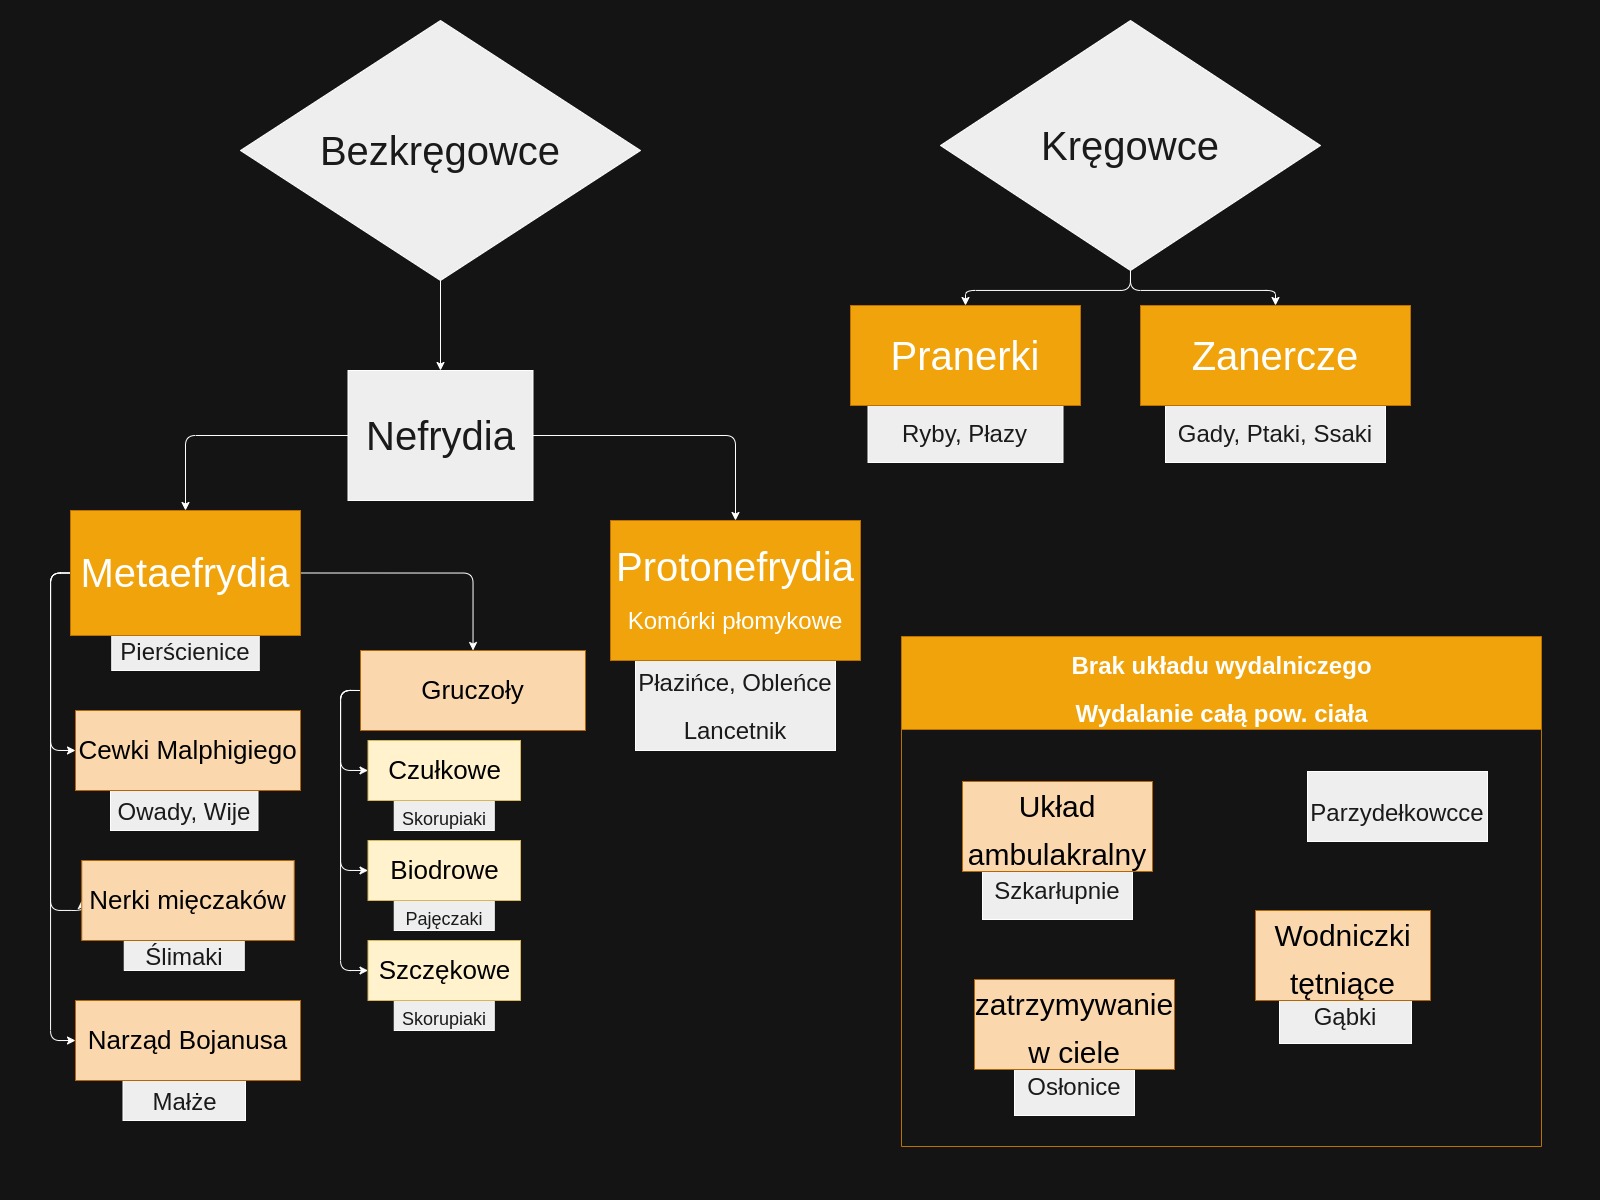 Bezkręgowce
Kręgowce
Pranerki
Zanercze
Ryby, Płazy
Gady, Ptaki, Ssaki
Nefrydia
Metaefrydia
Pierścienice
Protonefrydia
Komórki płomykowe
Płazińce, Obleńce
Lancetnik
Cewki Malphigiego
Owady, Wije
Nerki mięczaków
Ślimaki
Narząd Bojanusa
Małże
Gruczoły
Czułkowe
Skorupiaki
Biodrowe
Pajęczaki
Szczękowe
Skorupiaki
Brak układu wydalniczego
Wydalanie całą pow. ciała
Układ
ambulakralny
Szkarłupnie
Parzydełkowcce
Wodniczki
tętniące
Gąbki
zatrzymywanie
w ciele
Osłonice